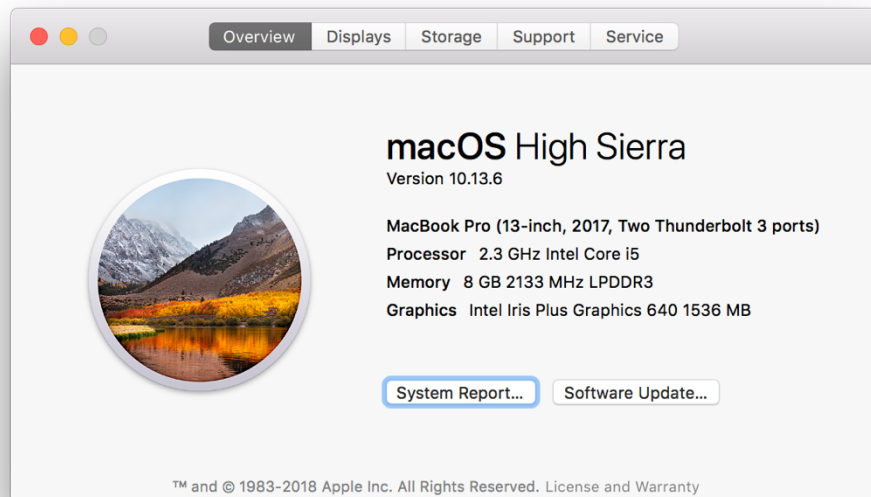 Overview Displays Storage Support Service
macOS High Sierra
Version 10.13.6
MacBook Pro (13-inch, 2017, Two Thunderbolt 3 ports)
Processor 2.3 GHz Intel Core i5
Memory 8 GB 2133 MHz LPDDR3
Graphics Intel Iris Plus Graphics 640 1536 MB
System Report... Software Update...
™ and © 1983-2018 Apple Inc. All Rights Reserved. License and Warranty